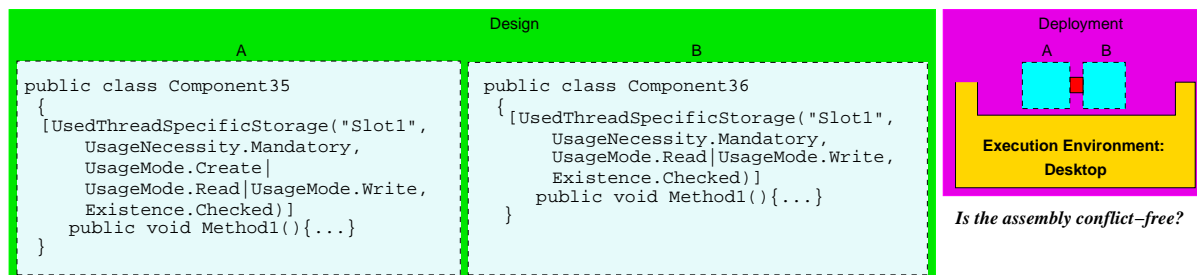 Design
A
public class Component35
{
[UsedThreadSpecificStorage("Slot1",
UsageNecessity.Mandatory,
UsageMode.Create|
UsageMode.Read|UsageMode.Write,
Existence.Checked)]
public void Method1(){...}
}
B
public class Component36
{
[UsedThreadSpecificStorage("Slot1",
UsageNecessity.Mandatory,
UsageMode.Read|UsageMode.Write,
Existence.Checked)]
public void Method1(){...}
}
Deployment
A B
Execution Environment:
Desktop
Is the assembly conflict−free?